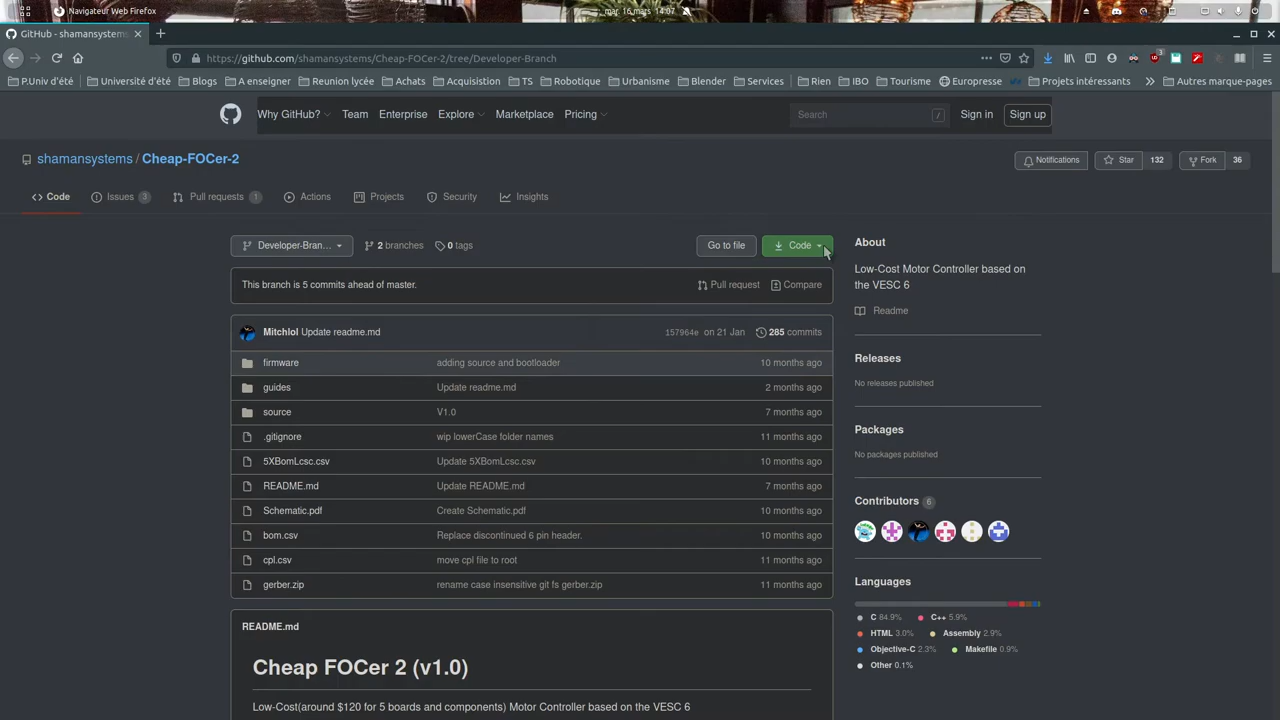 Navigateur Web Firefox
mar. 16 mars 14:07
GitHub - shamansystems
https://github.com/shamansystems/Cheap-FOCer-2/tree/Developer-Branch
P.Univ d'été
Université d'été
Blogs
A enseigner
Reunion lycée
Achats
Acquisition
TS
Robotique
Urbanisme
Blender
Services
Rien
IBO
Tourisme
Europresse
Projets intéressants
Autres marque-pages
Why GitHub?
Team
Enterprise
Explore
Marketplace
Pricing
Search
/
Sign in
Sign up
shamansystems / Cheap-FOCer-2
Notifications
Star 132
Fork 36
Code
Issues 3
Pull requests 1
Actions
Projects
Security
Insights
Developer-Bran...
2 branches
0 tags
Go to file
Code
This branch is 5 commits ahead of master.
Pull request
Compare
Mitchlol Update readme.md
157964e on 21 Jan
285 commits
firmware adding source and bootloader 10 months ago
guides Update readme.md 2 months ago
source V1.0 7 months ago
.gitignore wip lowerCase folder names 11 months ago
5XBomLcsc.csv Update 5XBomLcsc.csv 10 months ago
README.md Update README.md 7 months ago
Schematic.pdf Create Schematic.pdf 10 months ago
bom.csv Replace discontinued 6 pin header. 10 months ago
cpl.csv move cpl file to root 11 months ago
gerber.zip rename case insensitive git fs gerber.zip 11 months ago
README.md
Cheap FOCer 2 (v1.0)
Low-Cost(around $120 for 5 boards and components) Motor Controller based on the VESC 6
About
Low-Cost Motor Controller based on
the VESC 6
Readme
Releases
No releases published
Packages
No packages published
Contributors 6
Languages
C 84.9%
C++ 5.9%
HTML 3.0%
Assembly 2.9%
Objective-C 2.3%
Makefile 0.9%
Other 0.1%